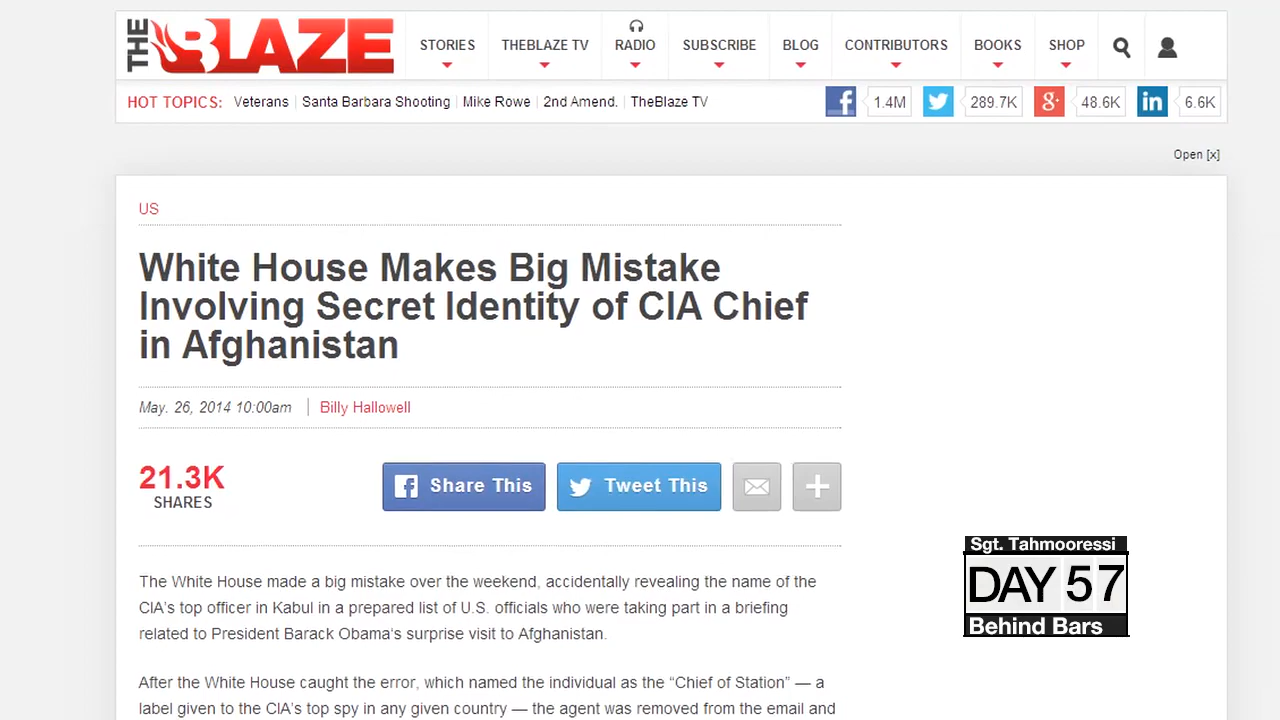 THE BLAZE
STORIES THEBLAZE TV RADIO SUBSCRIBE BLOG CONTRIBUTORS BOOKS SHOP
HOT TOPICS: Veterans | Santa Barbara Shooting | Mike Rowe | 2nd Amend. | TheBlaze TV
f 1.4M 289.7K g+ 48.6K in 6.6K
Open [x]
US
White House Makes Big Mistake
Involving Secret Identity of CIA Chief
in Afghanistan
May. 26, 2014 10:00am | Billy Hallowell
21.3K
SHARES
f Share This Tweet This
The White House made a big mistake over the weekend, accidentally revealing the name of the
CIA's top officer in Kabul in a prepared list of U.S. officials who were taking part in a briefing
related to President Barack Obama's surprise visit to Afghanistan.
After the White House caught the error, which named the individual as the “Chief of Station” — a
label given to the CIA's top spy in any given country — the agent was removed from the email and
Sgt. Tahmooressi
DAY 57
Behind Bars